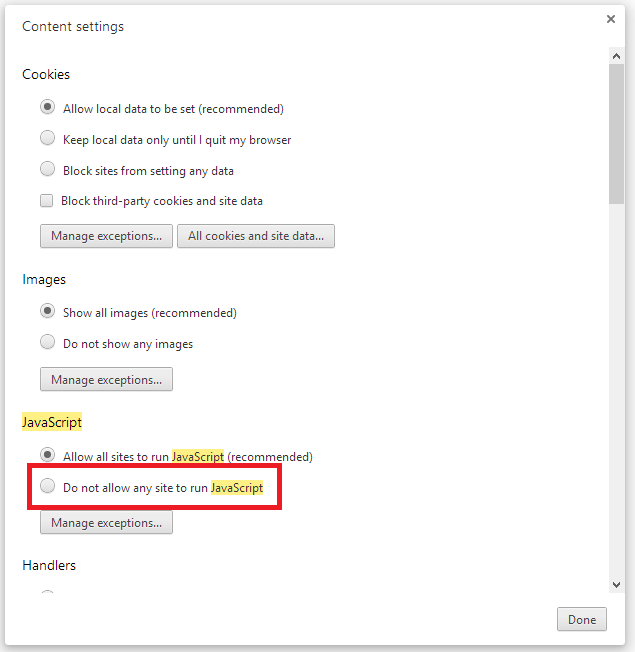 Content settings
Cookies
Allow local data to be set (recommended)
Keep local data only until I quit my browser
Block sites from setting any data
Block third-party cookies and site data
Manage exceptions... All cookies and site data...
Images
Show all images (recommended)
Do not show any images
Manage exceptions...
JavaScript
Allow all sites to run JavaScript (recommended)
Do not allow any site to run JavaScript
Manage exceptions...
Handlers
Done